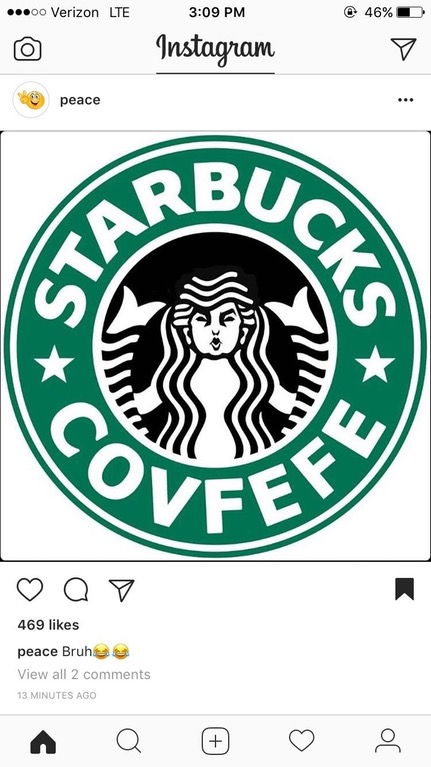 Verizon LTE 3:09 PM 46%
Instagram
peace
STARBUCKS
COVFEFE
469 likes
peace Bruh😂😂
View all 2 comments
13 MINUTES AGO